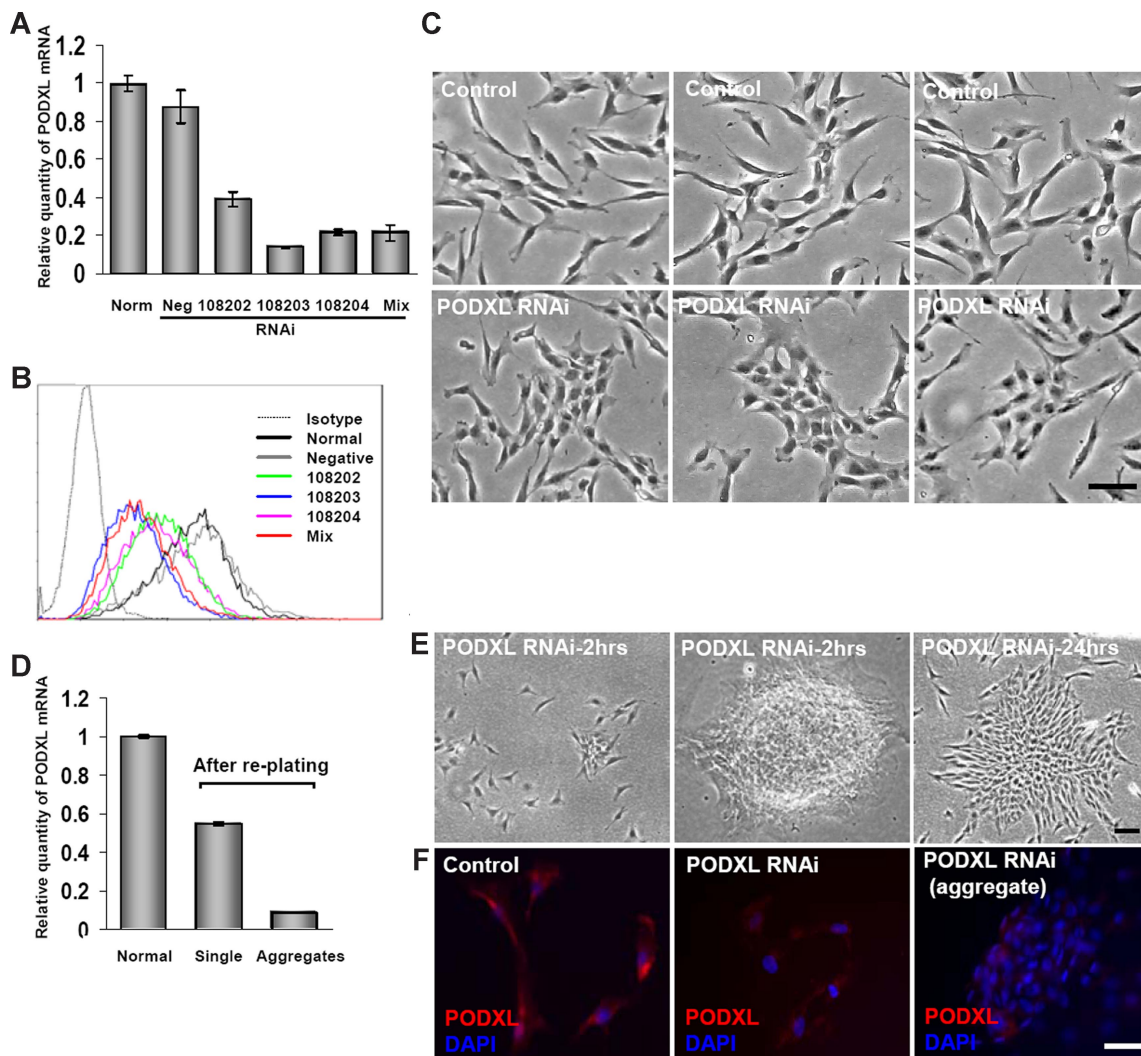 A
Relative quantity of PODXL mRNA
1.2
1
0.8
0.6
0.4
0.2
0
Norm Neg 108202 108203 108204 Mix
RNAi
B
Isotype
Normal
Negative
108202
108203
108204
Mix
C
Control
Control
Control
PODXL RNAi
PODXL RNAi
PODXL RNAi
D
Relative quantity of PODXL mRNA
1.2
1
0.8
0.6
0.4
0.2
0
After re-plating
Normal Single Aggregates
E
PODXL RNAi-2hrs
PODXL RNAi-2hrs
PODXL RNAi-24hrs
F
Control
PODXL
DAPI
PODXL RNAi
PODXL
DAPI
PODXL RNAi
(aggregate)
PODXL
DAPI